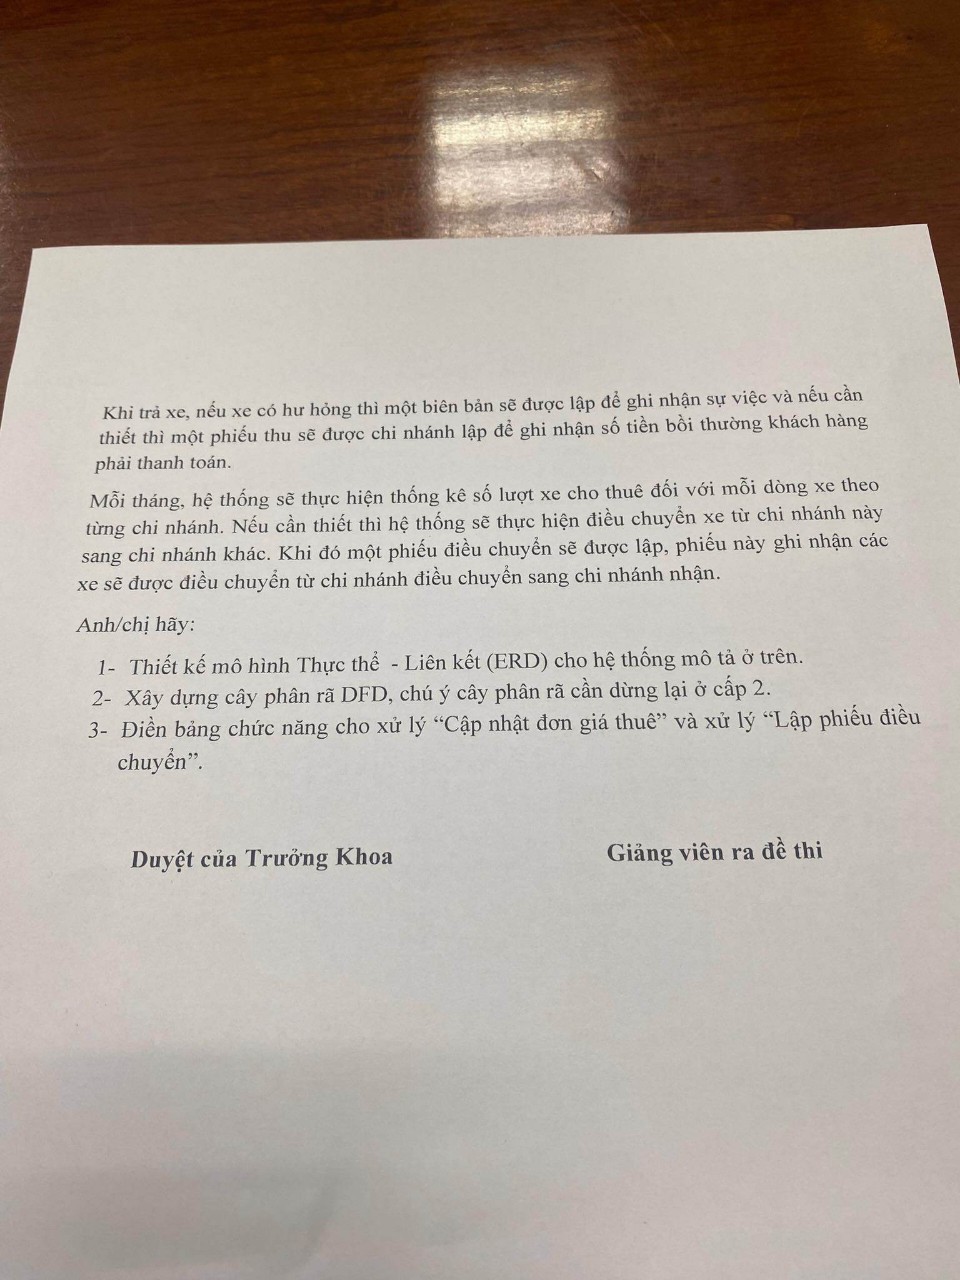 Khi trả xe, nếu xe có hư hỏng thì một biên bản sẽ được lập để ghi nhận sự việc và nếu cần
thiết thì một phiếu thu sẽ được chi nhánh lập để ghi nhận số tiền bồi thường khách hàng
phải thanh toán.
Mỗi tháng, hệ thống sẽ thực hiện thống kê số lượt xe cho thuê đối với mỗi dòng xe theo
từng chi nhánh. Nếu cần thiết thì hệ thống sẽ thực hiện điều chuyển xe từ chi nhánh này
sang chi nhánh khác. Khi đó một phiếu điều chuyển sẽ được lập, phiếu này ghi nhận các
xe sẽ được điều chuyển từ chi nhánh điều chuyển sang chi nhánh nhận.
Anh/chị hãy:
1- Thiết kế mô hình Thực thể - Liên kết (ERD) cho hệ thống mô tả ở trên.
2- Xây dựng cây phân rã DFD, chú ý cây phân rã cần dừng lại ở cấp 2.
3- Điền bảng chức năng cho xử lý “Cập nhật đơn giá thuê” và xử lý “Lập phiếu điều
chuyển”.
Duyệt của Trưởng Khoa
Giảng viên ra đề thi